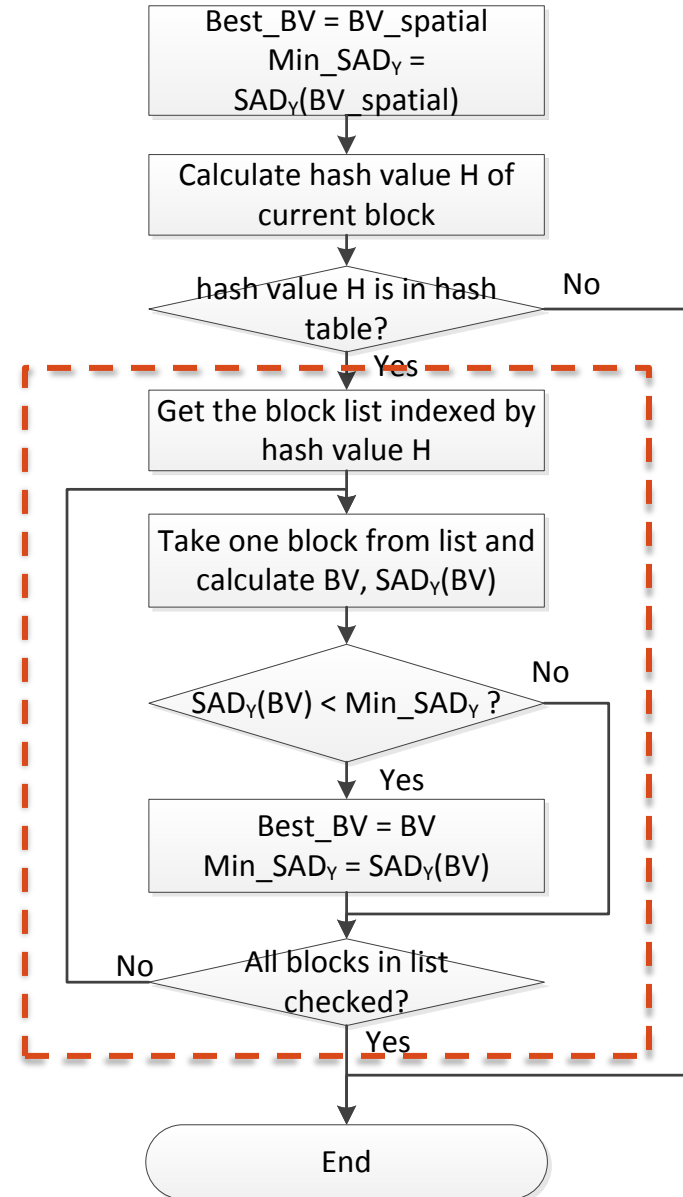 Best_BV = BV_spatial
Min_SADY =
SADY(BV_spatial)
Calculate hash value H of
current block
hash value H is in hash
table?
No
Yes
Get the block list indexed by
hash value H
Take one block from list and
calculate BV, SADY(BV)
No
SADY(BV) < Min_SADY ?
Yes
Best_BV = BV
Min_SADY = SADY(BV)
No
All blocks in list
checked?
Yes
End